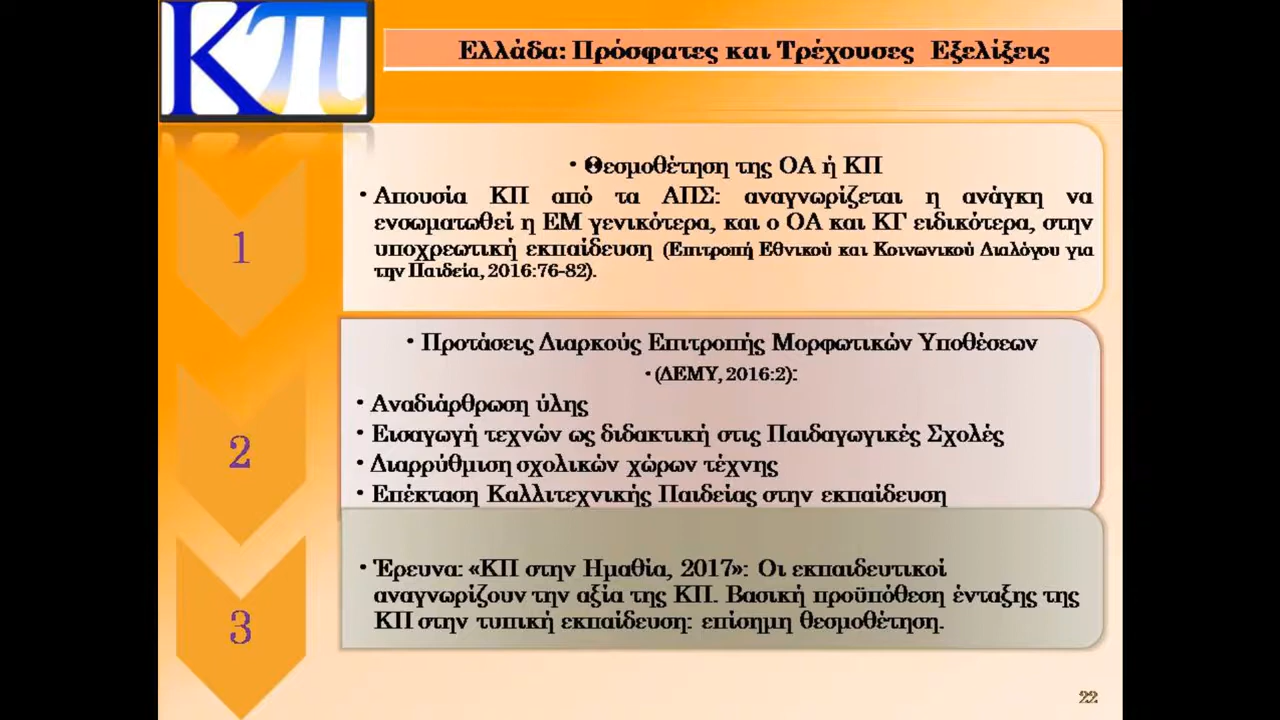 Κπ
Ελλάδα: Πρόσφατες και Τρέχουσες Εξελίξεις
• Θεσμοθέτηση της ΟΑ ή ΚΠ
• Απουσία ΚΠ από τα ΑΠΣ: αναγνωρίζεται η ανάγκη να
ενσωματωθεί η ΕΜ γενικότερα, και ο ΟΑ και ΚΓ ειδικότερα, στην
υποχρεωτική εκπαίδευση (Επιτροπή Εθνικού και Κοινωνικού Διαλόγου για
την Παιδεία, 2016:76-82).
1
• Προτάσεις Διαρκούς Επιτροπής Μορφωτικών Υποθέσεων
• (ΔΕΜΥ, 2016:2):
• Αναδιάρθρωση ύλης
• Εισαγωγή τεχνών ως διδακτική στις Παιδαγωγικές Σχολές
• Διαρρύθμιση σχολικών χώρων τέχνης
• Επέκταση Καλλιτεχνικής Παιδείας στην εκπαίδευση
2
• Έρευνα: «ΚΠ στην Ημαθία, 2017»: Οι εκπαιδευτικοί
αναγνωρίζουν την αξία της ΚΠ. Βασική προϋπόθεση ένταξης της
ΚΠ στην τυπική εκπαίδευση: επίσημη θεσμοθέτηση.
3
22